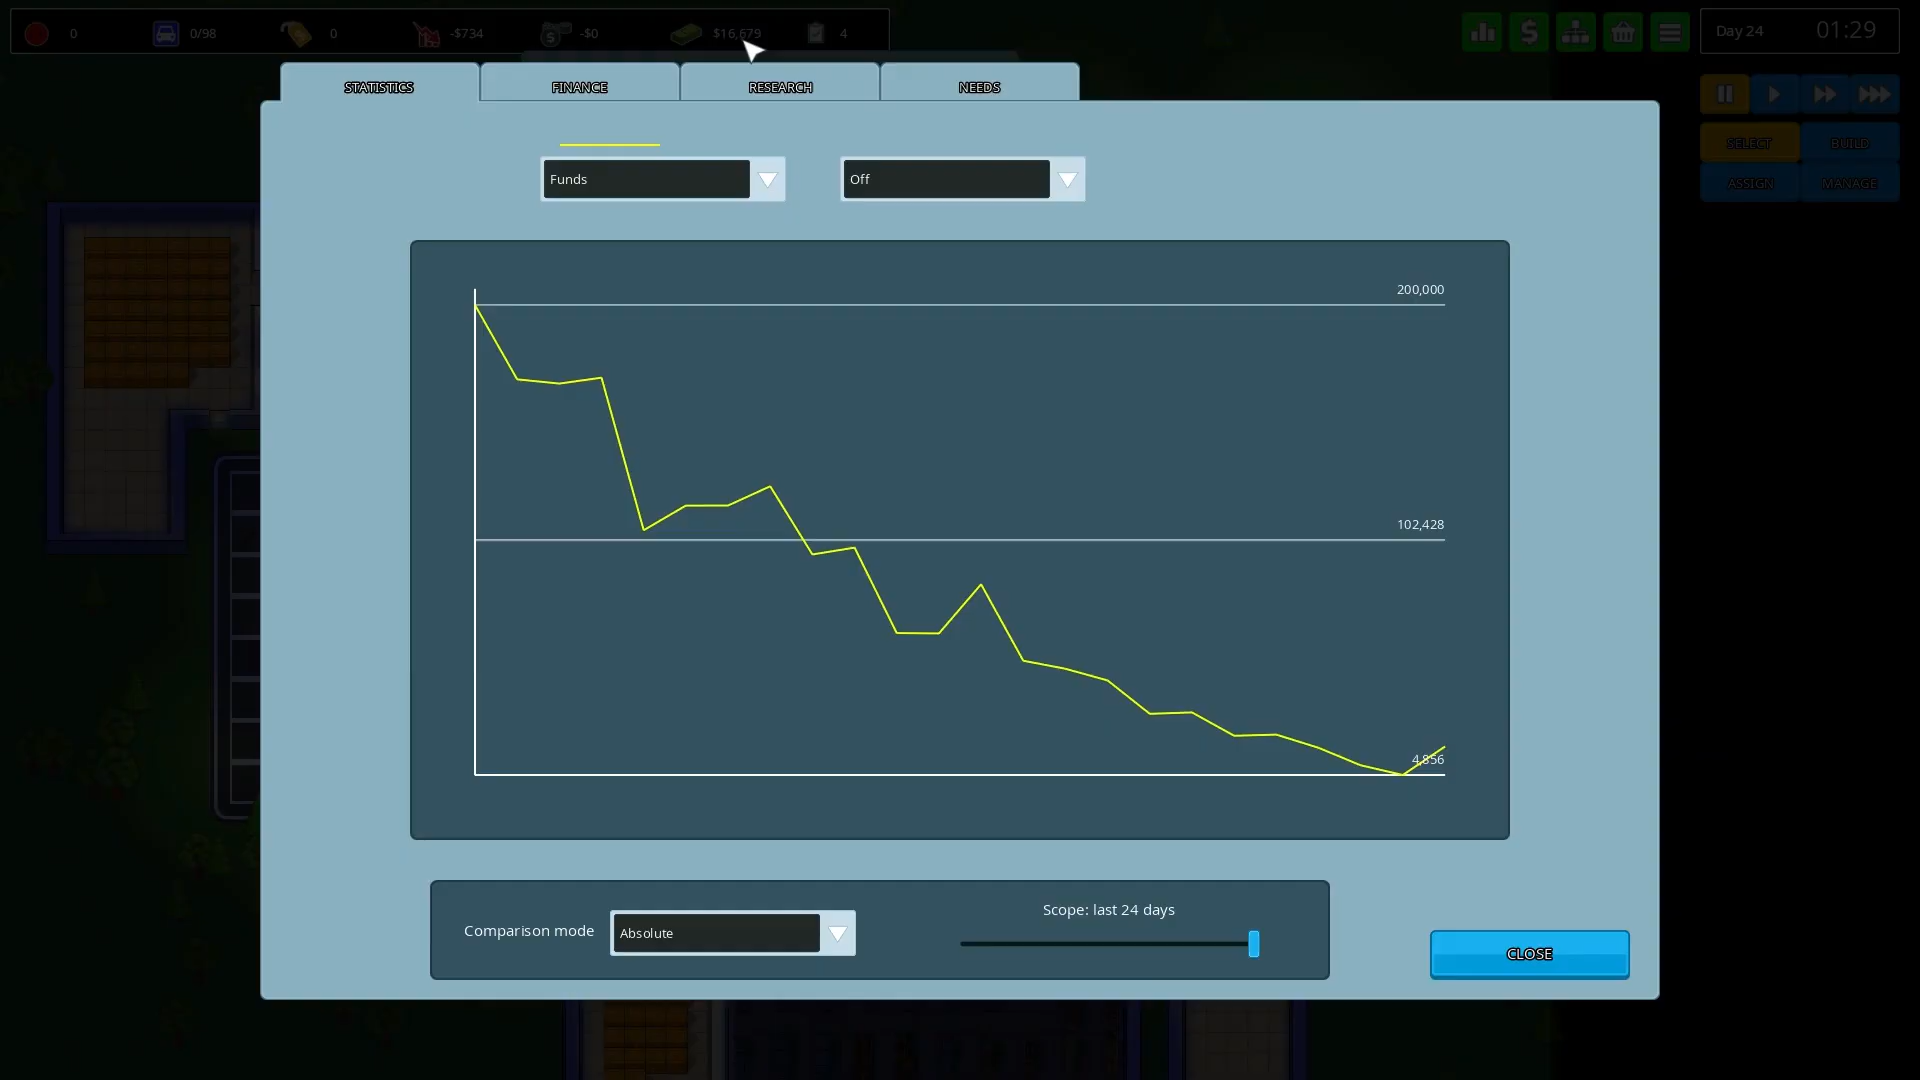 0 0/98 0 -$734 -$0 $16,679 4
Day 24 01:29
STATISTICS FINANCE RESEARCH NEEDS
SELECT BUILD
ASSIGN MANAGE
Funds Off
200,000
102,428
4,856
Scope: last 24 days
Comparison mode Absolute
CLOSE